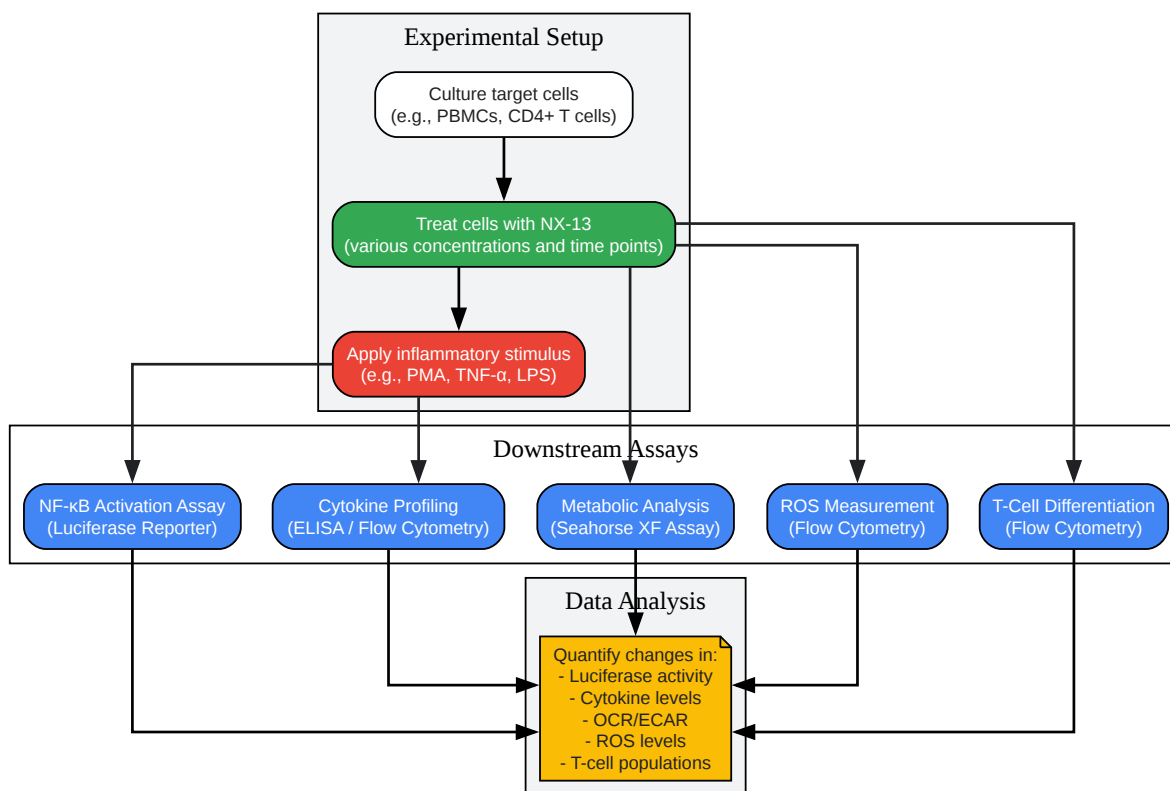 Experimental Setup
Culture target cells
(e.g., PBMCs, CD4+ T cells)
Treat cells with NX-13
(various concentrations and time points)
Apply inflammatory stimulus
(e.g., PMA, TNF-α, LPS)
Downstream Assays
NF-κB Activation Assay
(Luciferase Reporter)
Cytokine Profiling
(ELISA / Flow Cytometry)
Metabolic Analysis
(Seahorse XF Assay)
ROS Measurement
(Flow Cytometry)
T-Cell Differentiation
(Flow Cytometry)
Data Analysis
Quantify changes in:
- Luciferase activity
- Cytokine levels
- OCR/ECAR
- ROS levels
- T-cell populations